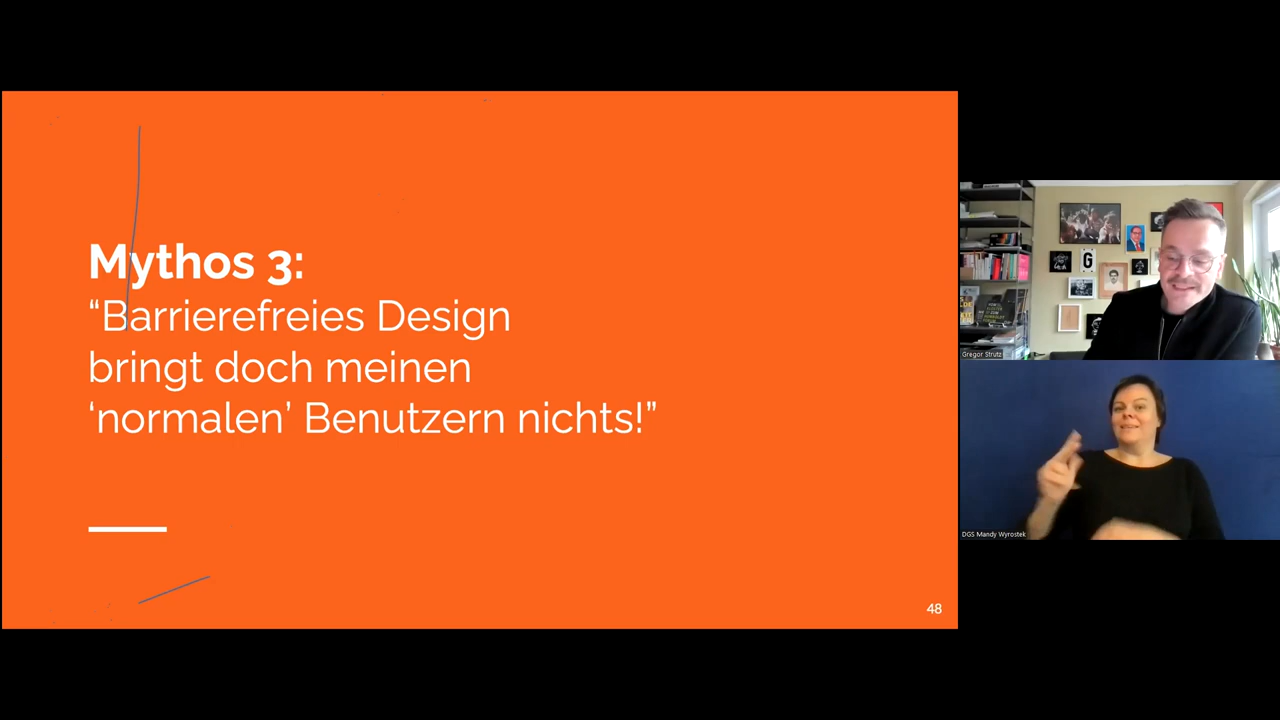 Mythos 3:
“Barrierefreies Design
bringt doch meinen
‘normalen’ Benutzern nichts!”
48
Gregor Strutz
G
DGS Mandy Wyrostek